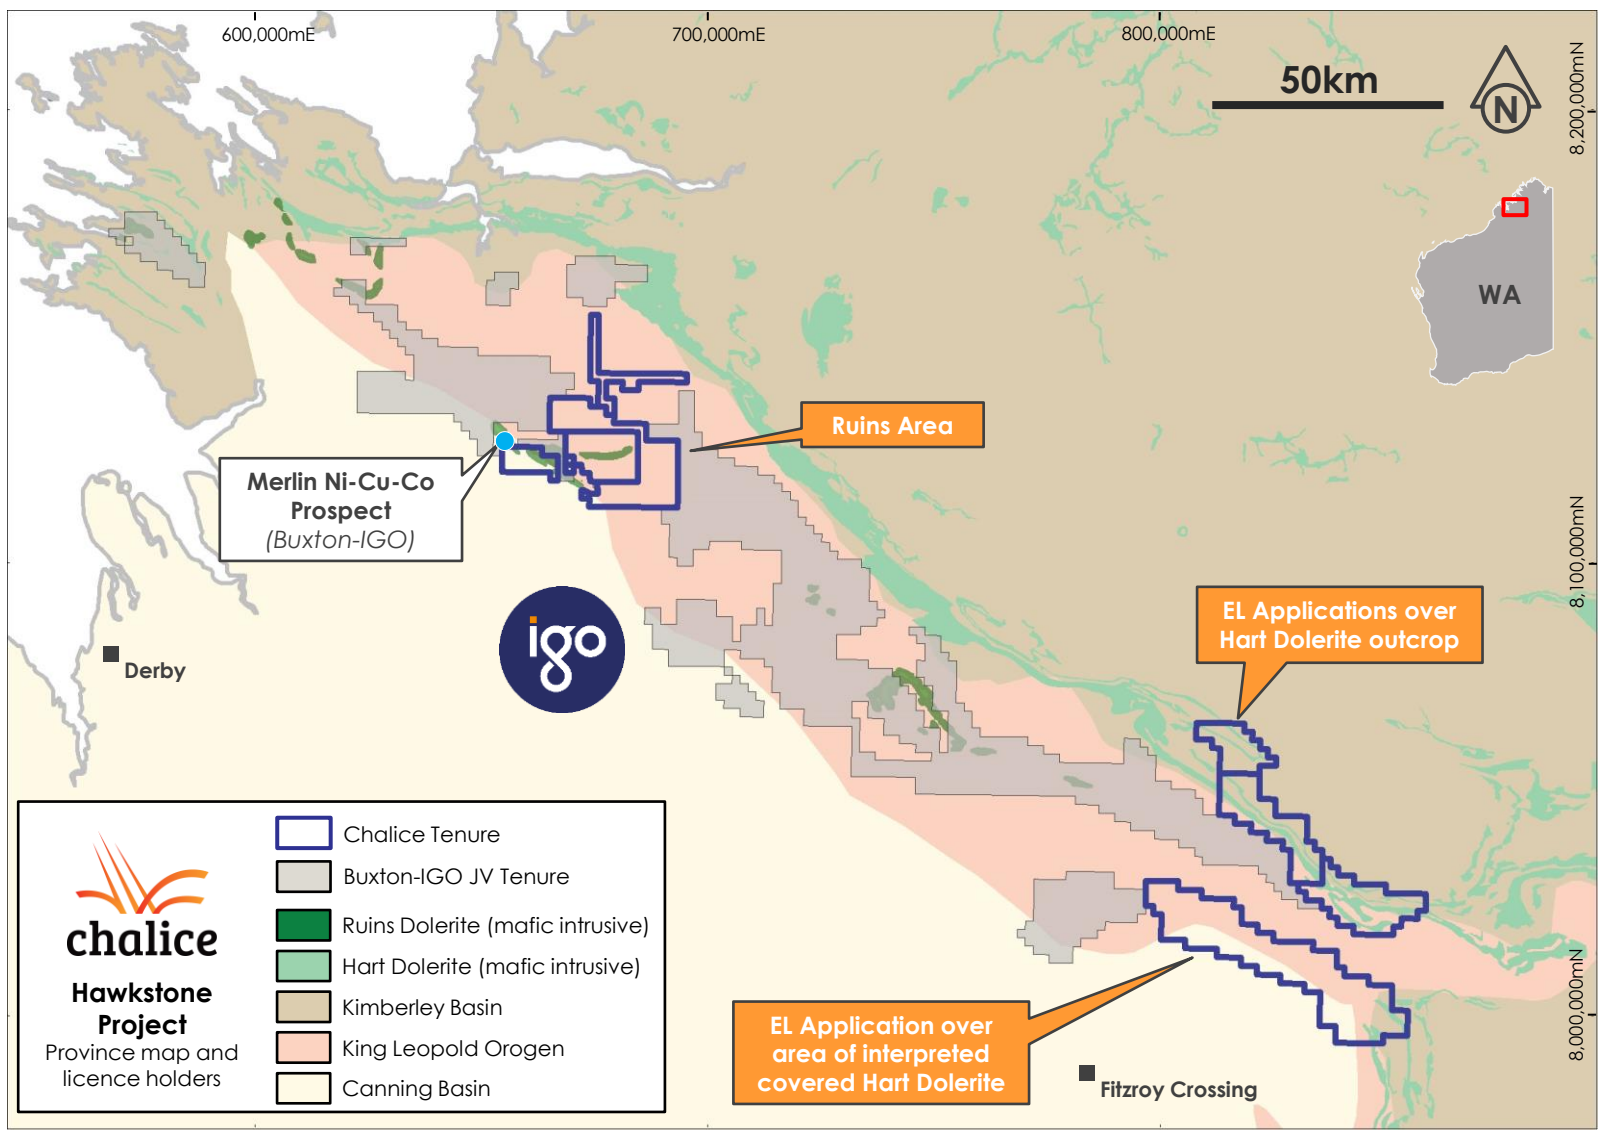 600,000mE
700,000mE
800,000mE
50km
N
8,200,000mN
WA
Ruins Area
Merlin Ni-Cu-Co
Prospect
(Buxton-IGO)
8,100,000mN
igo
EL Applications over
Hart Dolerite outcrop
Derby
chalice
Hawkstone
Project
Province map and
licence holders
Chalice Tenure
Buxton-IGO JV Tenure
Ruins Dolerite (mafic intrusive)
Hart Dolerite (mafic intrusive)
Kimberley Basin
King Leopold Orogen
Canning Basin
EL Application over
area of interpreted
covered Hart Dolerite
8,000,000mN
Fitzroy Crossing